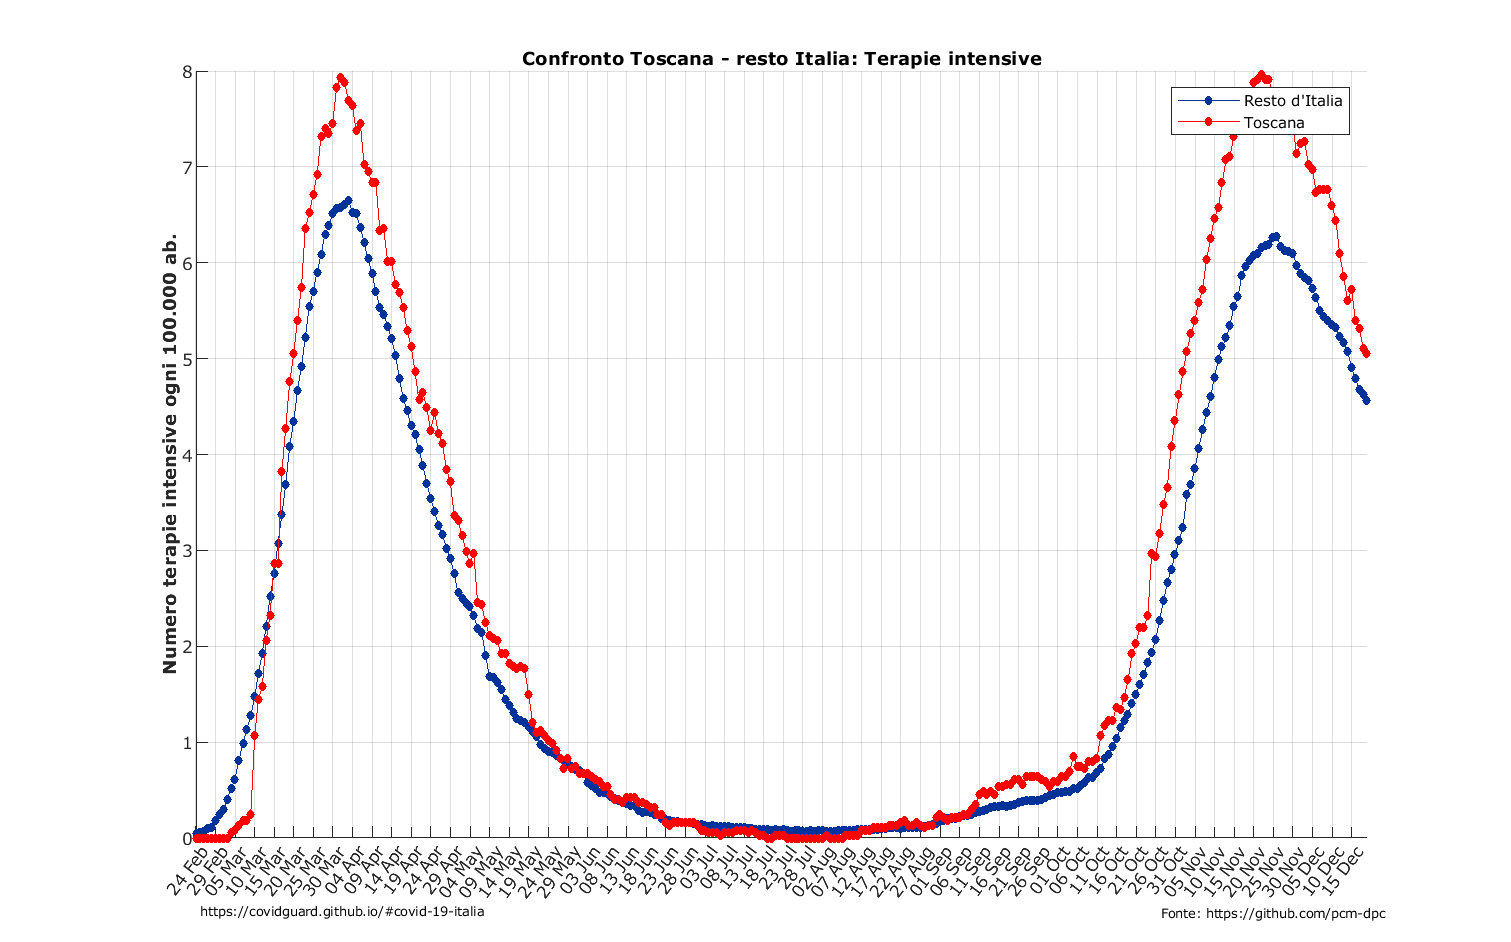 Confronto Toscana - resto Italia: Terapie intensive
Resto d'Italia
Toscana
Numero terapie intensive ogni 100.000 ab.
8
7
6
5
4
3
2
1
0
24 Feb
29 Feb
05 Mar
10 Mar
15 Mar
20 Mar
25 Mar
30 Mar
04 Apr
09 Apr
14 Apr
19 Apr
24 Apr
29 Apr
04 May
09 May
14 May
19 May
24 May
29 May
03 Jun
08 Jun
13 Jun
18 Jun
23 Jun
28 Jun
03 Jul
08 Jul
13 Jul
18 Jul
23 Jul
28 Jul
02 Aug
07 Aug
12 Aug
17 Aug
22 Aug
27 Aug
01 Sep
06 Sep
11 Sep
16 Sep
21 Sep
26 Sep
01 Oct
06 Oct
11 Oct
16 Oct
21 Oct
26 Oct
31 Oct
05 Nov
10 Nov
15 Nov
20 Nov
25 Nov
30 Nov
05 Dec
10 Dec
15 Dec
https://covidguard.github.io/#covid-19-italia
Fonte: https://github.com/pcm-dpc